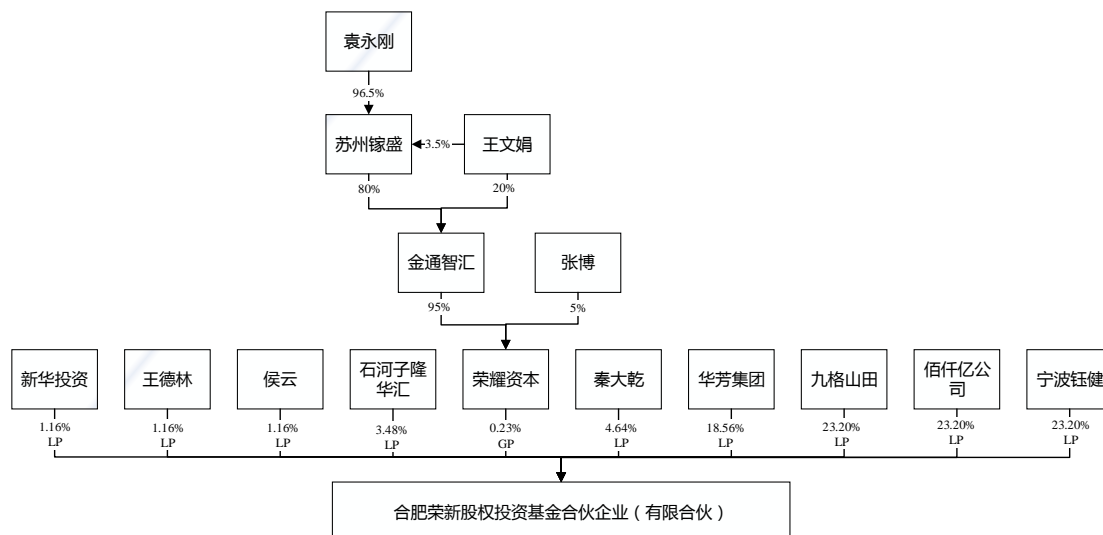 袁永刚
96.5%
苏州镓盛
3.5%
王文娟
80%
20%
金通智汇
张博
95%
5%
新华投资
王德林
侯云
石河子隆
华汇
荣耀资本
秦大乾
华芳集团
九格山田
佰仟亿公
司
宁波钰健
1.16%
LP
1.16%
LP
1.16%
LP
3.48%
LP
0.23%
GP
4.64%
LP
18.56%
LP
23.20%
LP
23.20%
LP
23.20%
LP
合肥荣新股权投资基金合伙企业（有限合伙）